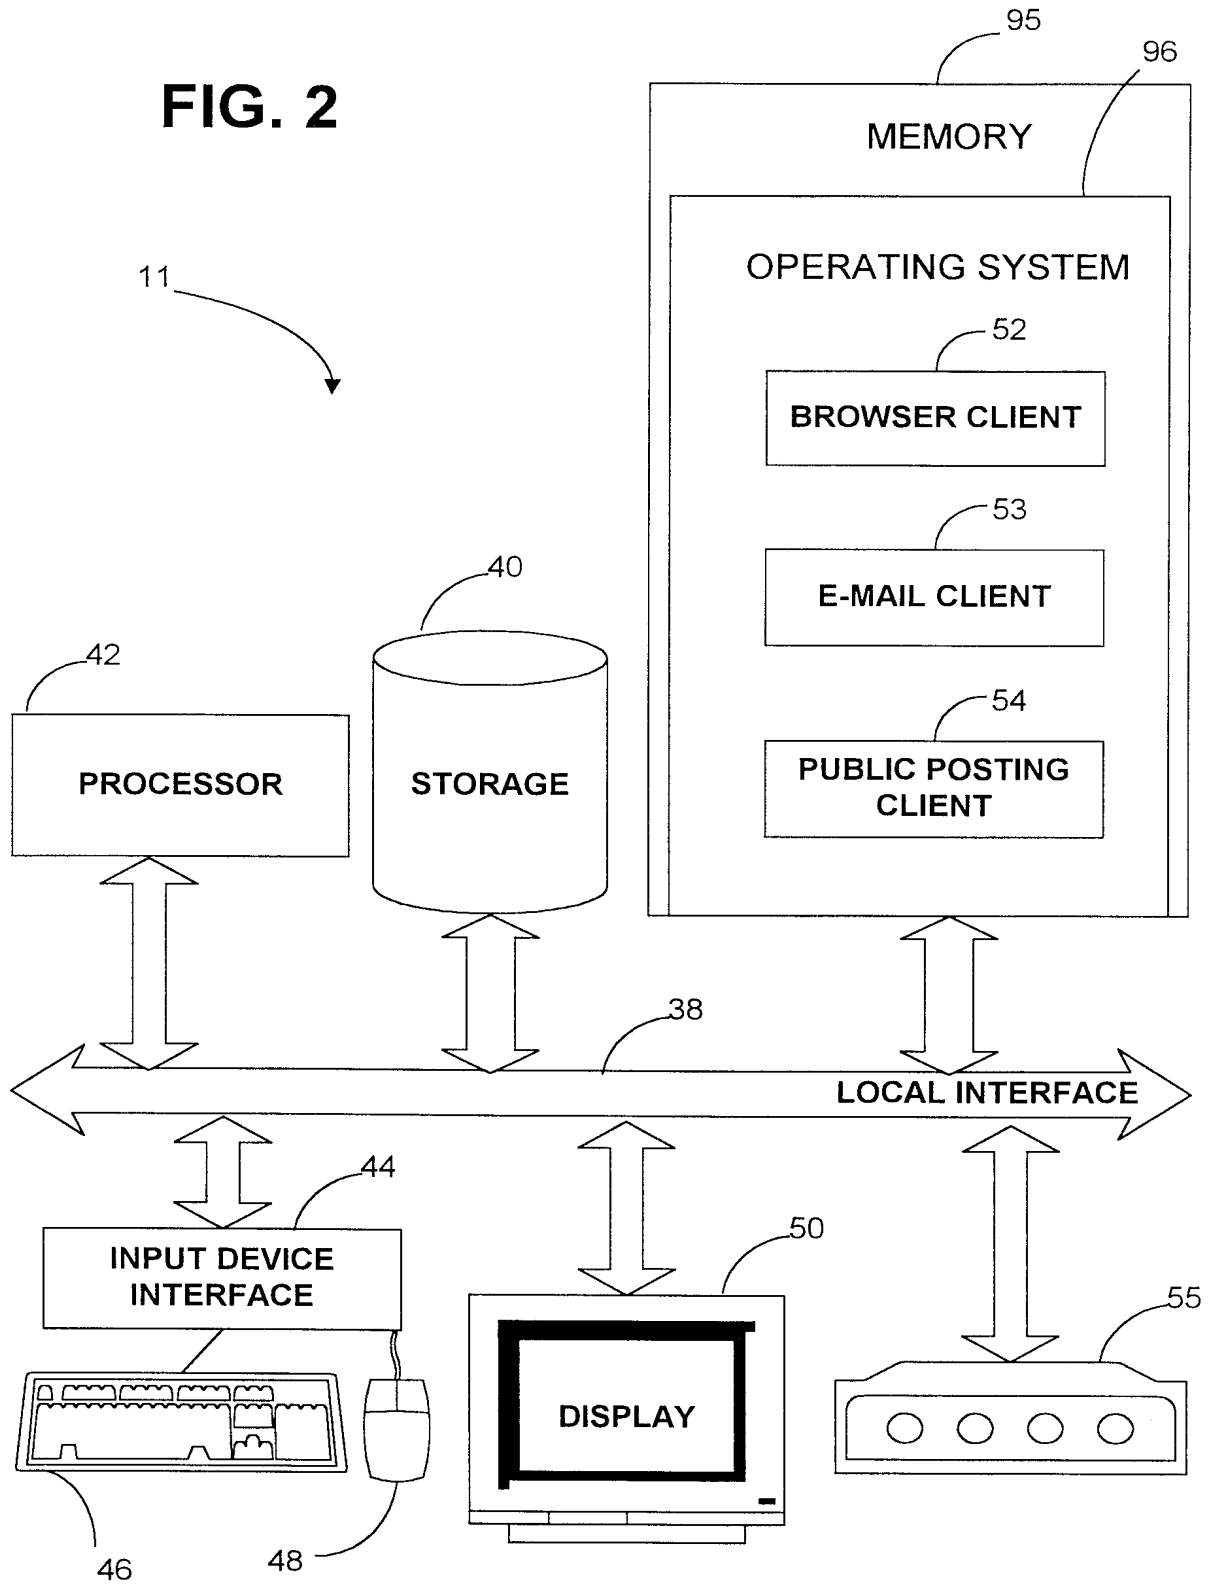 95
96
FIG. 2
MEMORY
OPERATING SYSTEM
11
52
BROWSER CLIENT
53
E-MAIL CLIENT
40
42
54
PROCESSOR
STORAGE
PUBLIC POSTING
CLIENT
38
LOCAL INTERFACE
44
50
INPUT DEVICE
INTERFACE
55
DISPLAY
46
48